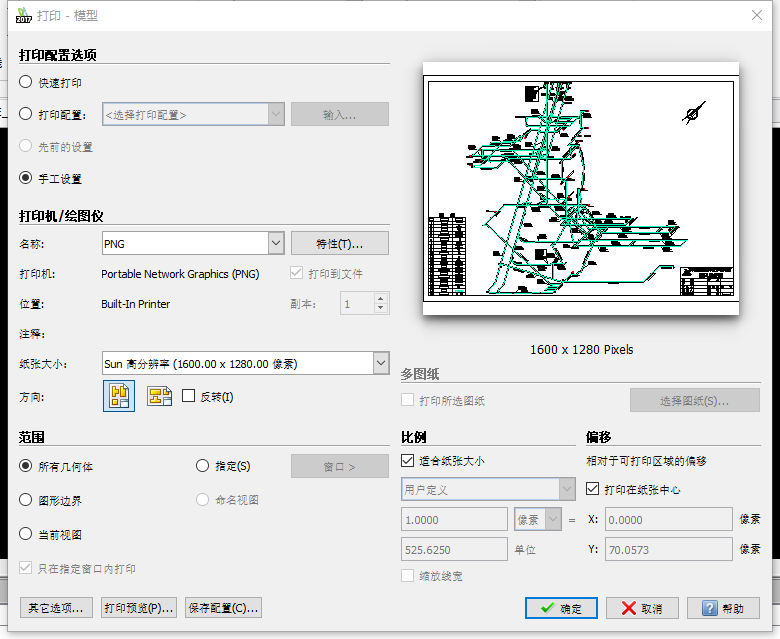 2017 打印 - 模型
打印配置选项
快速打印
打印配置: <选择打印配置> 输入...
先前的设置
手工设置
打印机/绘图仪
名称: PNG 特性(T)...
打印机: Portable Network Graphics (PNG) 打印到文件
位置: Built-In Printer 副本: 1
注释:
纸张大小: Sun 高分辨率 (1600.00 x 1280.00 像素)
方向: 反转(I)
1600 x 1280 Pixels
多图纸
打印所选图纸 选择图纸(S)...
范围
所有几何体 指定(S) 窗口 >
图形边界 命名视图
当前视图
只在指定窗口内打印
比例
适合纸张大小
用户定义
1.0000 像素 =
525.6250 单位
缩放线宽
偏移
相对于可打印区域的偏移
打印在纸张中心
X: 0.0000 像素
Y: 70.0573 像素
其它选项... 打印预览(P)... 保存配置(C)... 确定 取消 帮助